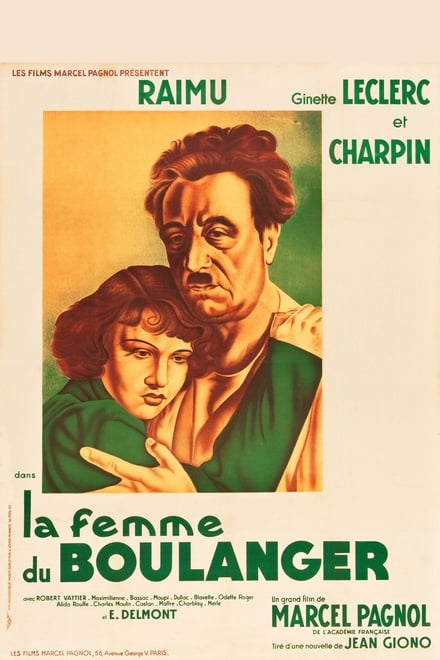 LES FILMS MARCEL PAGNOL PRÉSENTENT
RAIMU Ginette LECLERC
et
CHARPIN
dans
la femme
du BOULANGER
avec ROBERT VATTIER, Maximilienne, Bassac, Maupi, Dullac, Blavette, Odette Roger
Alida Rouffe, Charles Moulin, Castan, Maffre, Charblay, Merle
et E. DELMONT
Un grand film de
MARCEL PAGNOL
DE L'ACADÉMIE FRANÇAISE
Tiré d'une nouvelle de JEAN GIONO
LES FILMS MARCEL PAGNOL, 53, Avenue George V. PARIS.